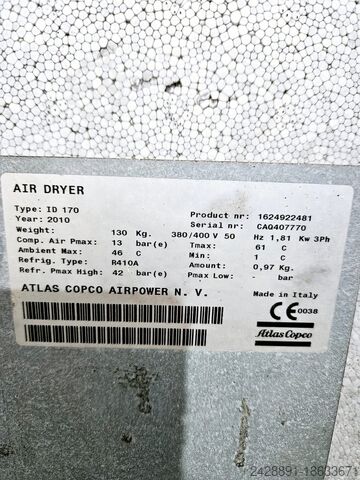 AIR DRYER
Type: ID 170
Year: 2010
Product nr: 1624922481
Serial nr: CAQ407770
Weight: 130 Kg. 380/400 V 50 Hz 1,81 Kw 3Ph
Comp. Air Pmax: 13 bar(e) Tmax: 61 C
Ambient Max: 46 C Min: 1 C
Refrig. Type: R410A Amount: 0,97 Kg.
Refr. Pmax High: 42 bar(e) Pmax Low: - bar
ATLAS COPCO AIRPOWER N. V.
Made in Italy
CE 0038
Atlas Copco
2428891-18633671